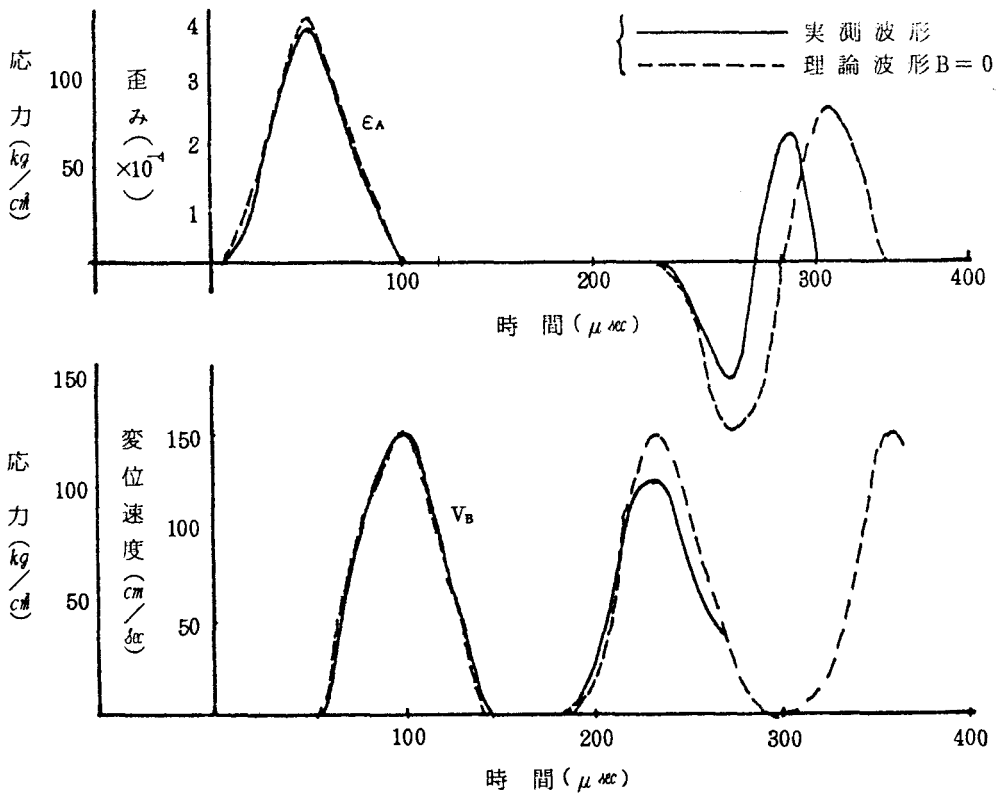 実測波形
理論波形B=0
応力(kg/cm²)
100
50
歪み(×10⁻⁴)
4
3
2
1
εA
100
200
300
400
時間(μsec)
応力(kg/cm²)
150
100
50
変位速度(cm/sec)
150
100
50
VB
100
200
300
400
時間(μsec)